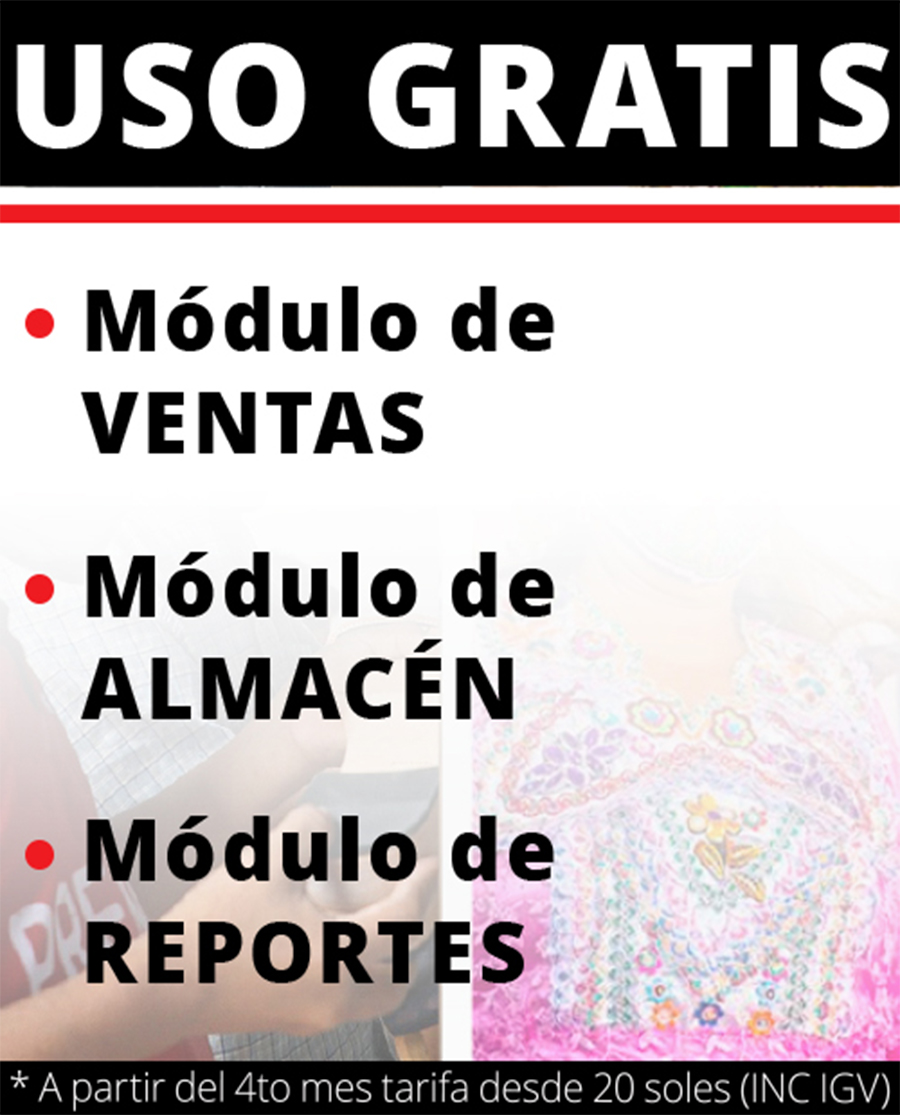 USO GRATIS
• Módulo de
VENTAS
• Módulo de
ALMACÉN
• Módulo de
REPORTES
* A partir del 4to mes tarifa desde 20 soles (INC IGV)